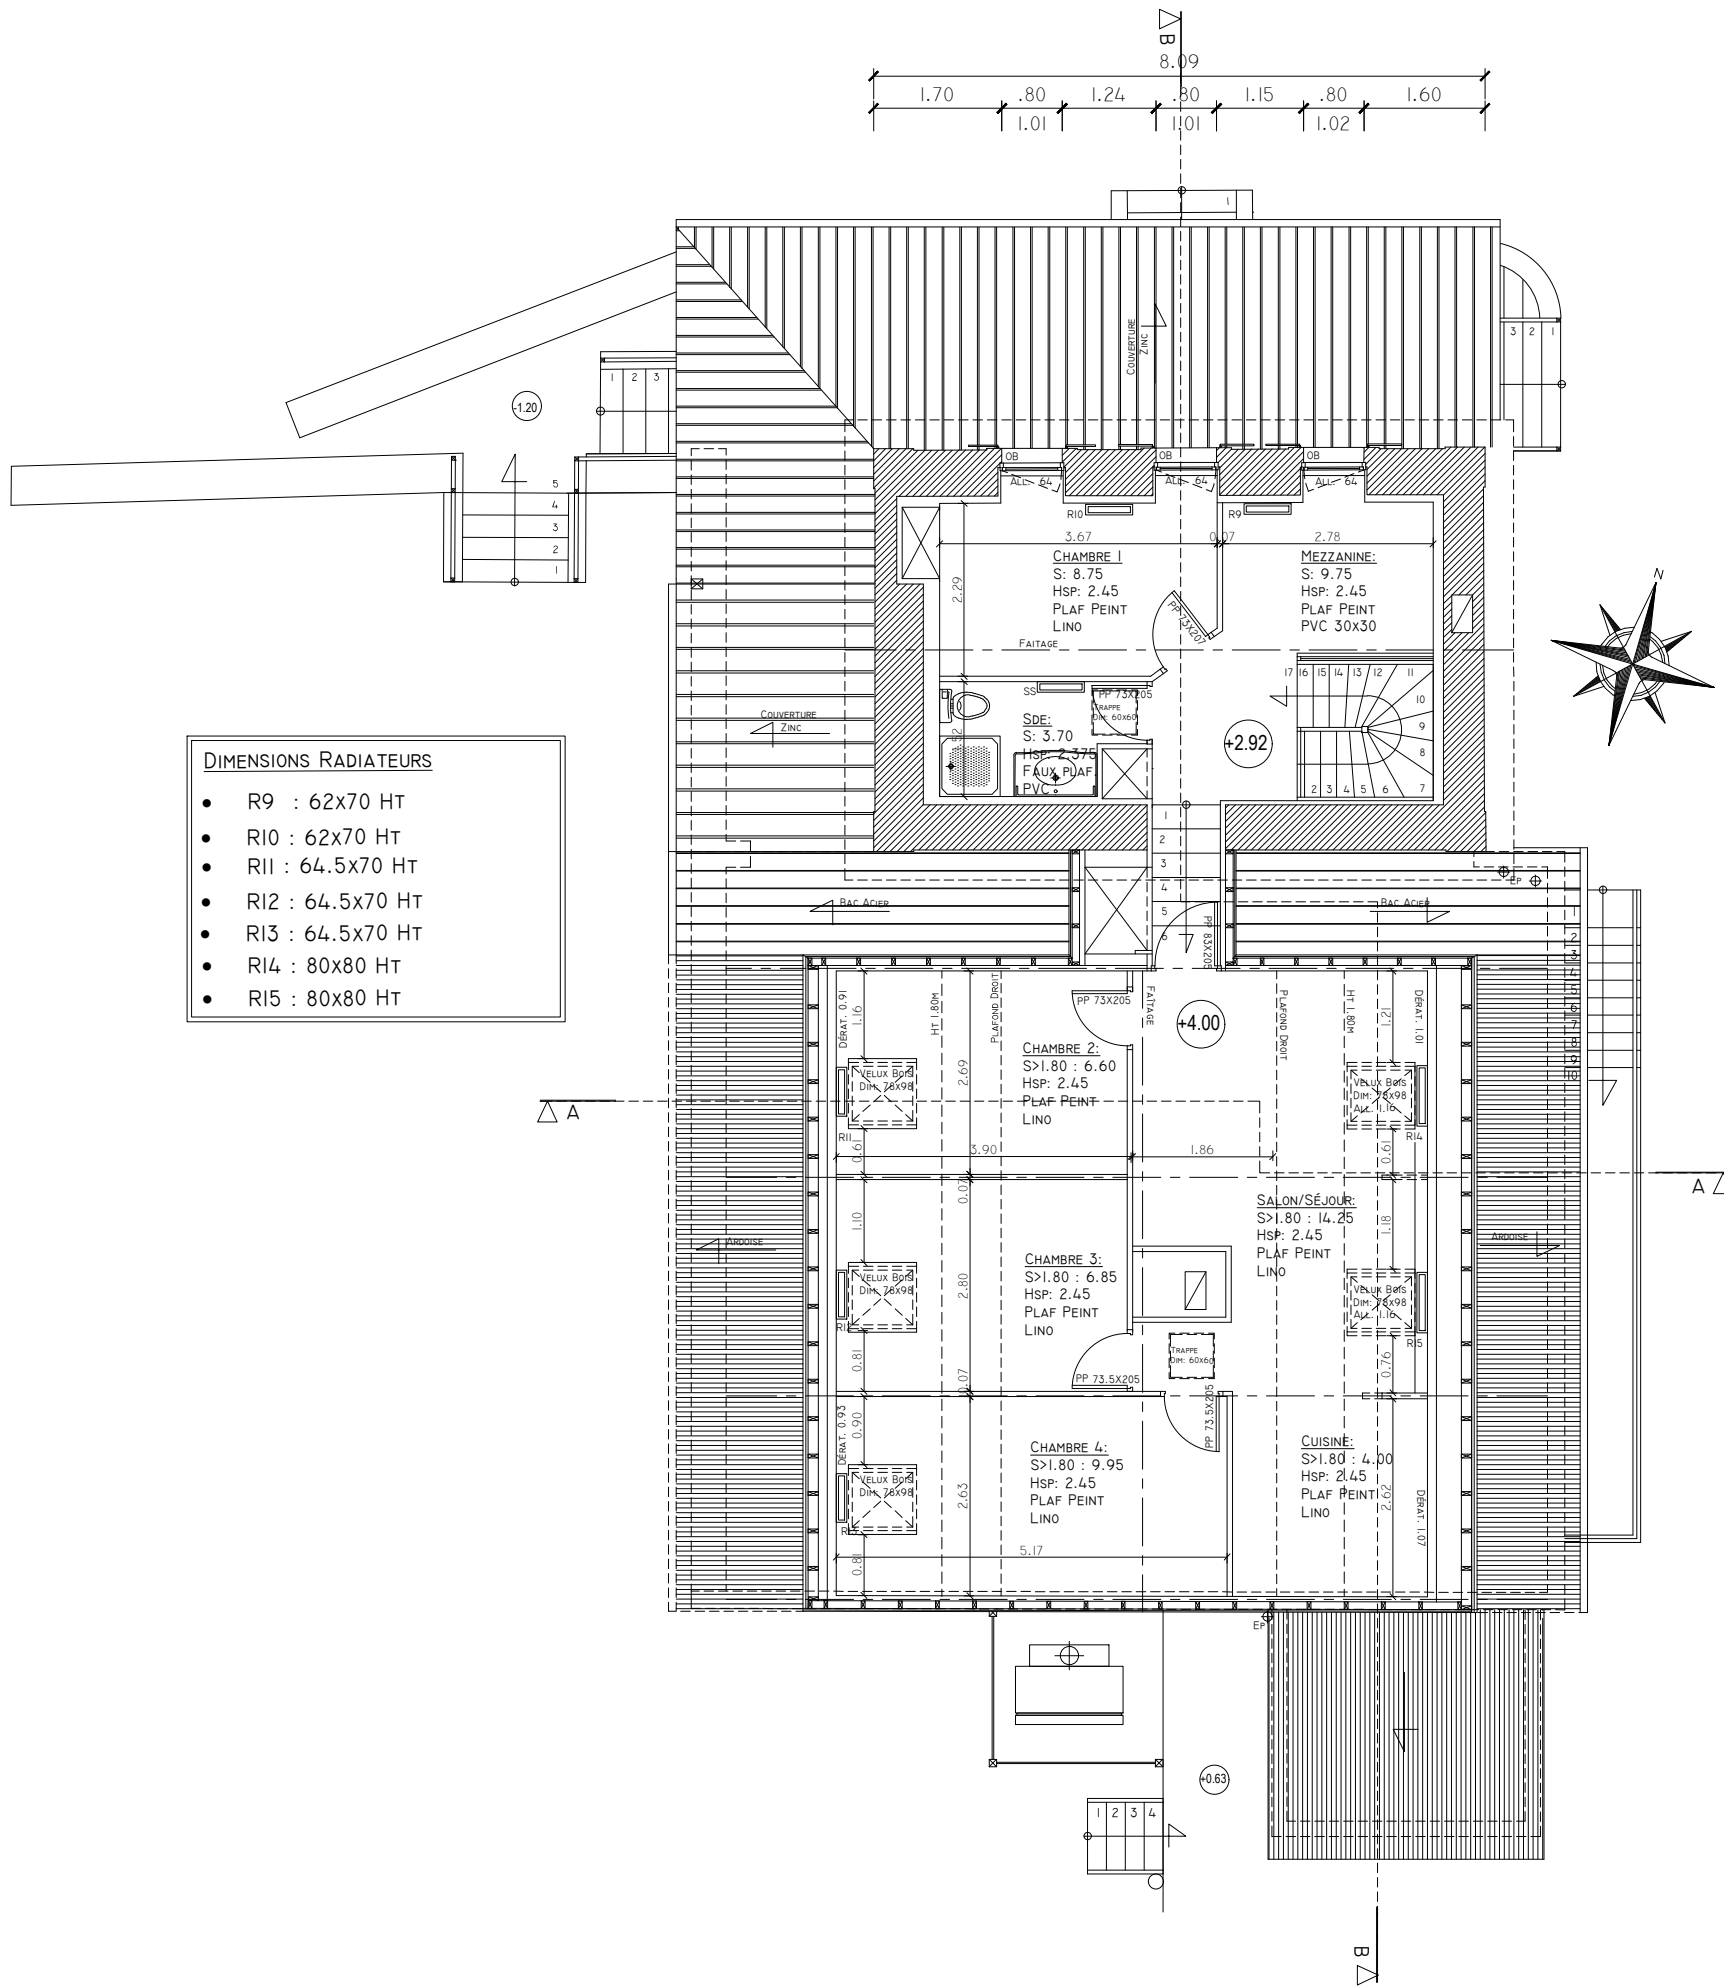 B
8.09
1.70 .80 1.24 .80 1.15 .80 1.60
1.01 1.01 1.02
1
Couverture
Zinc
3 2 1
1 2 3
-1.20
5
4
3
2
1
OB OB OB
All. 64 All. 64 All. 64
R10 R9
3.67 0.07 2.78
2.29
Chambre 1
S: 8.75
Hsp: 2.45
Plaf Peint
Lino
Mezzanine:
S: 9.75
Hsp: 2.45
Plaf Peint
PVC 30x30
PP 73x207
Faitage
N
17 16 15 14 13 12 11
10
9
8
7
2 3 4 5 6
SS
PP 73x205
Trappe
Dim: 60x60
Sde:
S: 3.70
Hsp: 2.375
Faux plaf.
PVC
+2.92
Couverture
Zinc
Dimensions Radiateurs
• R9 : 62x70 Ht
• R10 : 62x70 Ht
• R11 : 64.5x70 Ht
• R12 : 64.5x70 Ht
• R13 : 64.5x70 Ht
• R14 : 80x80 Ht
• R15 : 80x80 Ht
1
2
3
4
5
6
PP 83x205
Bac Acier
Bac Acier
Ep
1
2
3
4
5
6
7
8
9
10
Dérat. 0.91
1.16
Ht 1.80m
Plafond Droit
PP 73x205
Faîtage
+4.00
Plafond Droit
Ht 1.80m
1.21
Dérat. 1.01
2.69
Chambre 2:
S>1.80 : 6.60
Hsp: 2.45
Plaf Peint
Lino
Velux Bois
Dim: 78x98
R11
Velux Bois
Dim: 78x98
All. 1.16
R14
A
0.61
3.90 1.86
0.61
A
0.07
1.10
Salon/Séjour:
S>1.80 : 14.25
Hsp: 2.45
Plaf Peint
Lino
1.18
Ardoise
Ardoise
Chambre 3:
S>1.80 : 6.85
Hsp: 2.45
Plaf Peint
Lino
2.80
Velux Bois
Dim: 78x98
R12
Velux Bois
Dim: 78x98
All. 1.16
R15
0.81
0.07
Trappe
Dim: 60x60
0.76
PP 73.5x205
PP 73.5x205
Dérat. 0.93
0.90
Chambre 4:
S>1.80 : 9.95
Hsp: 2.45
Plaf Peint
Lino
Cuisine:
S>1.80 : 4.00
Hsp: 2.45
Plaf Peint
Lino
Velux Bois
Dim: 78x98
R13
2.63
2.62
Dérat. 1.07
0.81
5.17
Ep
+0.63
1 2 3 4
B